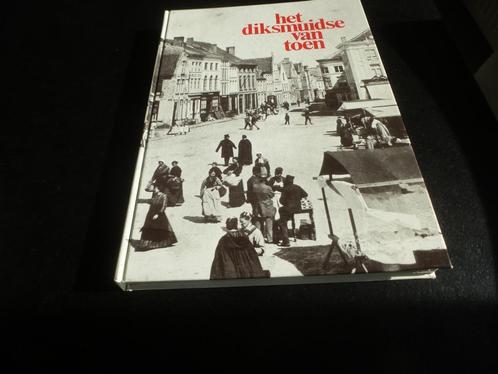 het
diksmuidse
van
toen